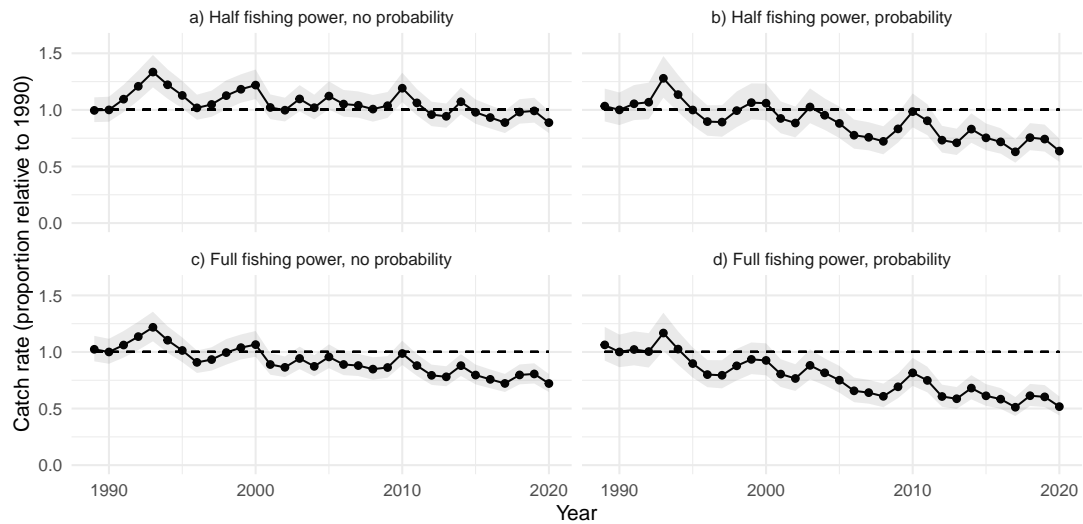 a) Half fishing power, no probability
b) Half fishing power, probability
1.5
1.0
0.5
0.0
c) Full fishing power, no probability
d) Full fishing power, probability
1.5
1.0
0.5
0.0
1990
2000
2010
2020
1990
2000
2010
2020
Year
Catch rate (proportion relative to 1990)